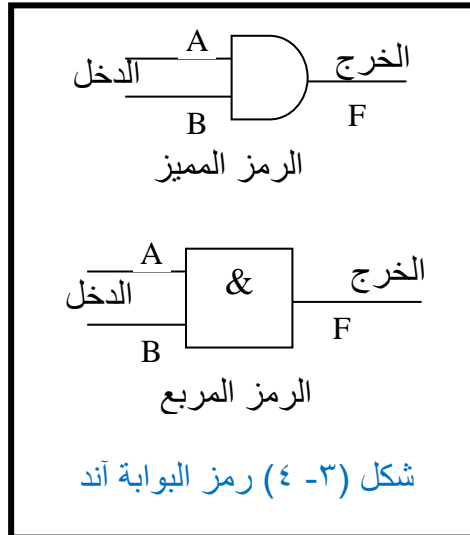 A
الخرج
الدخل
B
F
الرمز المميز
A
&
الخرج
الدخل
B
F
الرمز المربع
شكل (٣- ٤) رمز البوابة آند